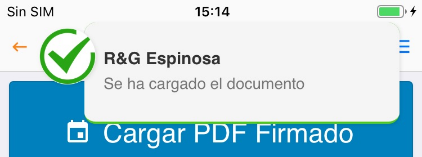 Sin SIM 15:14
R&G Espinosa
Se ha cargado el documento
Cargar PDF Firmado